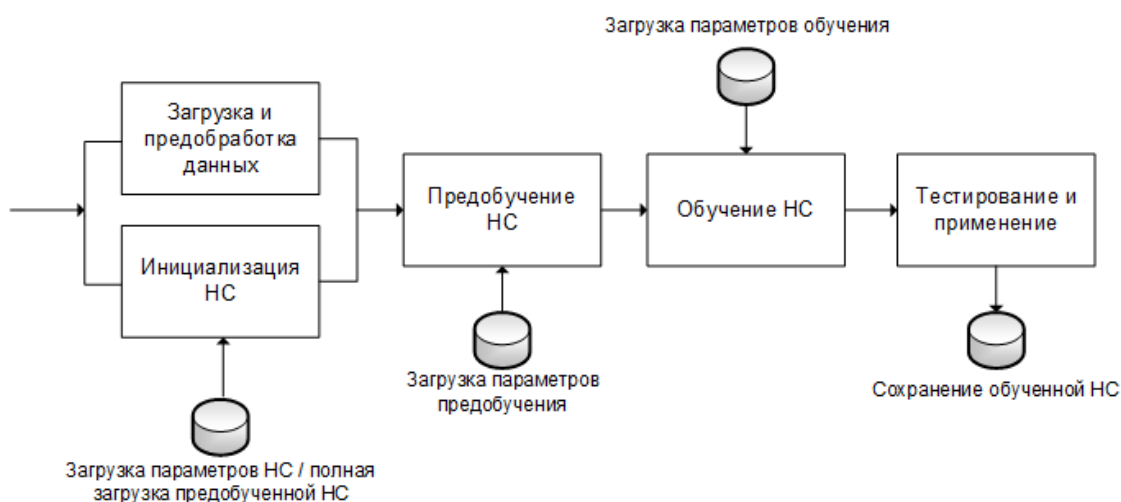 Загрузка параметров обучения
Загрузка и
предобработка
данных
Предобучение
НС
Обучение НС
Тестирование и
применение
Инициализация
НС
Загрузка параметров
предобучения
Сохранение обученной НС
Загрузка параметров НС / полная
загрузка предобученной НС